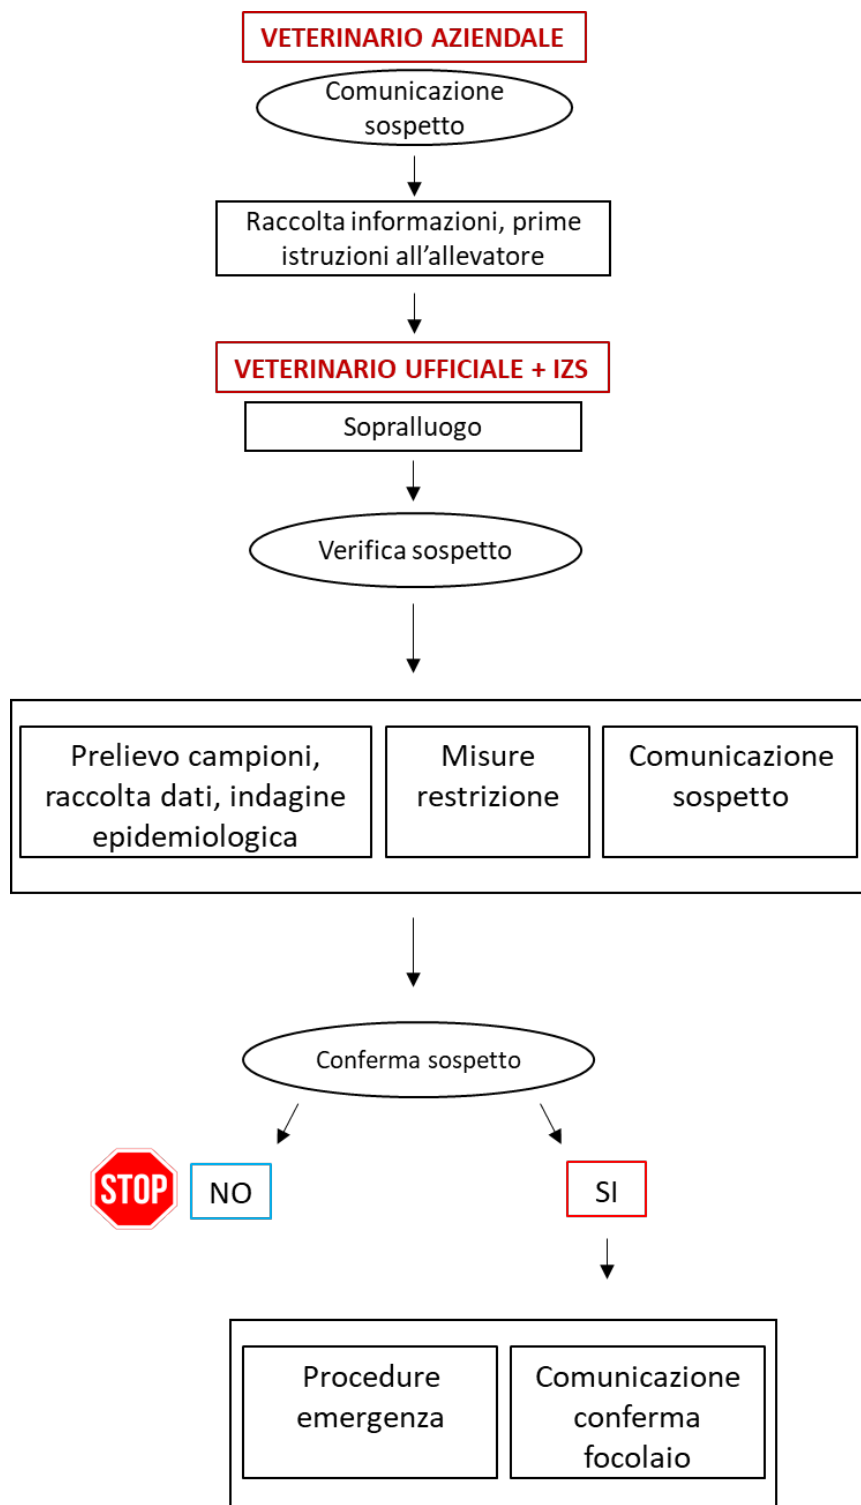 VETERINARIO AZIENDALE
Comunicazione
sospetto
Raccolta informazioni, prime
istruzioni all’allevatore
VETERINARIO UFFICIALE + IZS
Sopralluogo
Verifica sospetto
Prelievo campioni,
raccolta dati, indagine
epidemiologica
Misure
restrizione
Comunicazione
sospetto
Conferma sospetto
STOP
NO
SI
Procedure
emergenza
Comunicazione
conferma
focolaio